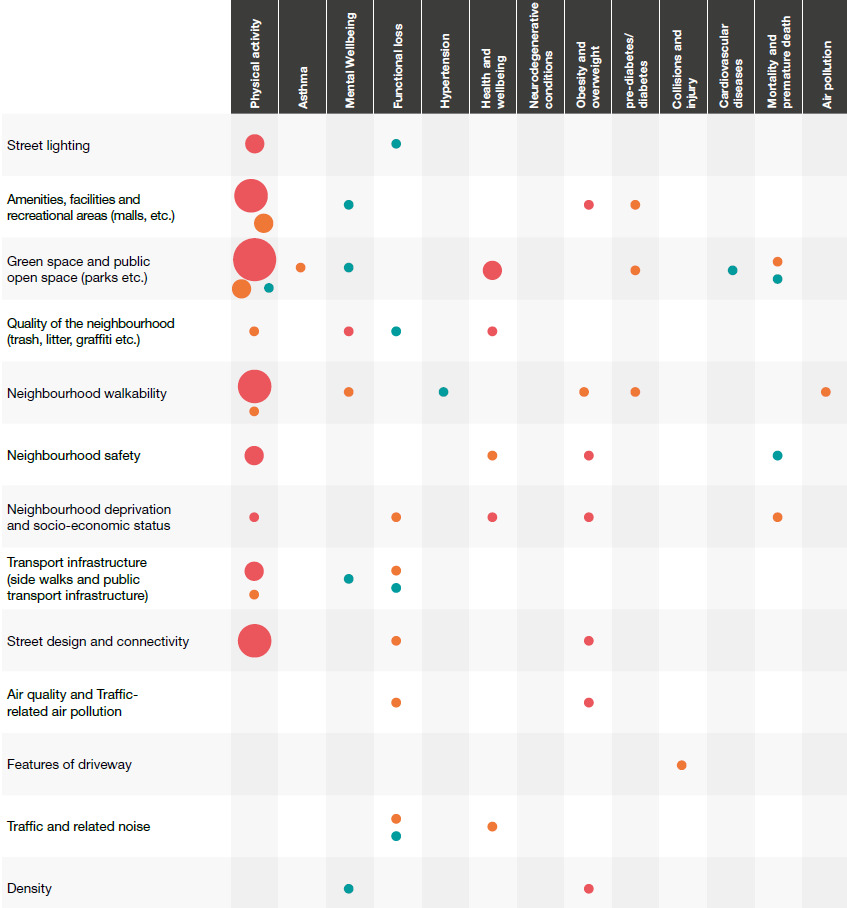 Physical activity
Asthma
Mental Wellbeing
Functional loss
Hypertension
Health and
wellbeing
Neurodegenerative
conditions
Obesity and
overweight
pre-diabetes/
diabetes
Collisions and
injury
Cardiovascular
diseases
Mortality and
premature death
Air pollution
Street lighting
Amenities, facilities and
recreational areas (malls, etc.)
Green space and public
open space (parks etc.)
Quality of the neighbourhood
(trash, litter, graffiti etc.)
Neighbourhood walkability
Neighbourhood safety
Neighbourhood deprivation
and socio-economic status
Transport infrastructure
(side walks and public
transport infrastructure)
Street design and connectivity
Air quality and Traffic-
related air pollution
Features of driveway
Traffic and related noise
Density